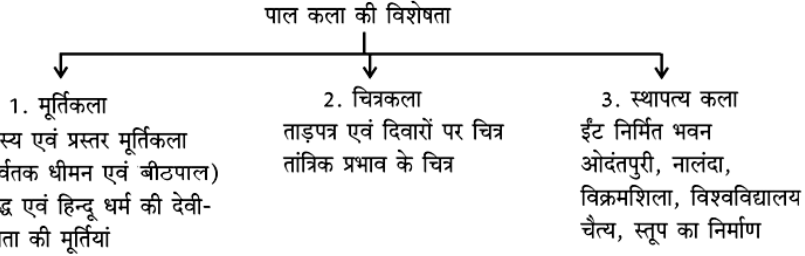 पाल कला की विशेषता
1. मूर्तिकला
एवं प्रस्तर मूर्तिकला
धीमन एवं बीठपाल)
एवं हिन्दू धर्म की देवी-
की मूर्तियां
2. चित्रकला
ताड़पत्र एवं दिवारों पर चित्र
तांत्रिक प्रभाव के चित्र
3. स्थापत्य कला
ईंट निर्मित भवन
ओदंतपुरी, नालंदा,
विक्रमशिला, विश्वविद्यालय
चैत्य, स्तूप का निर्माण